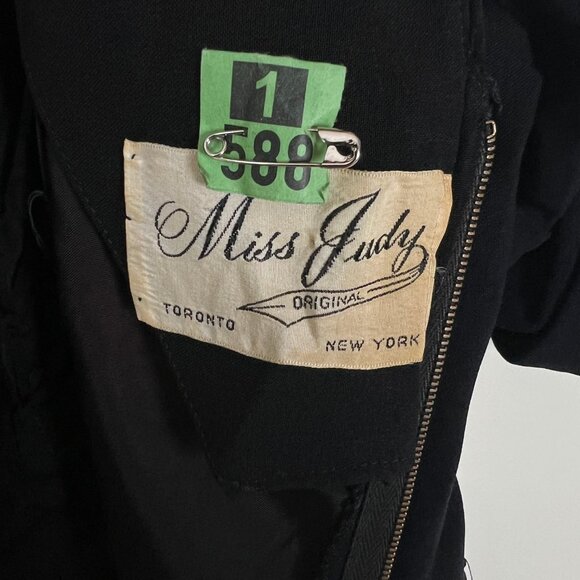 1
588
Miss Judy
ORIGINAL
TORONTO
NEW YORK